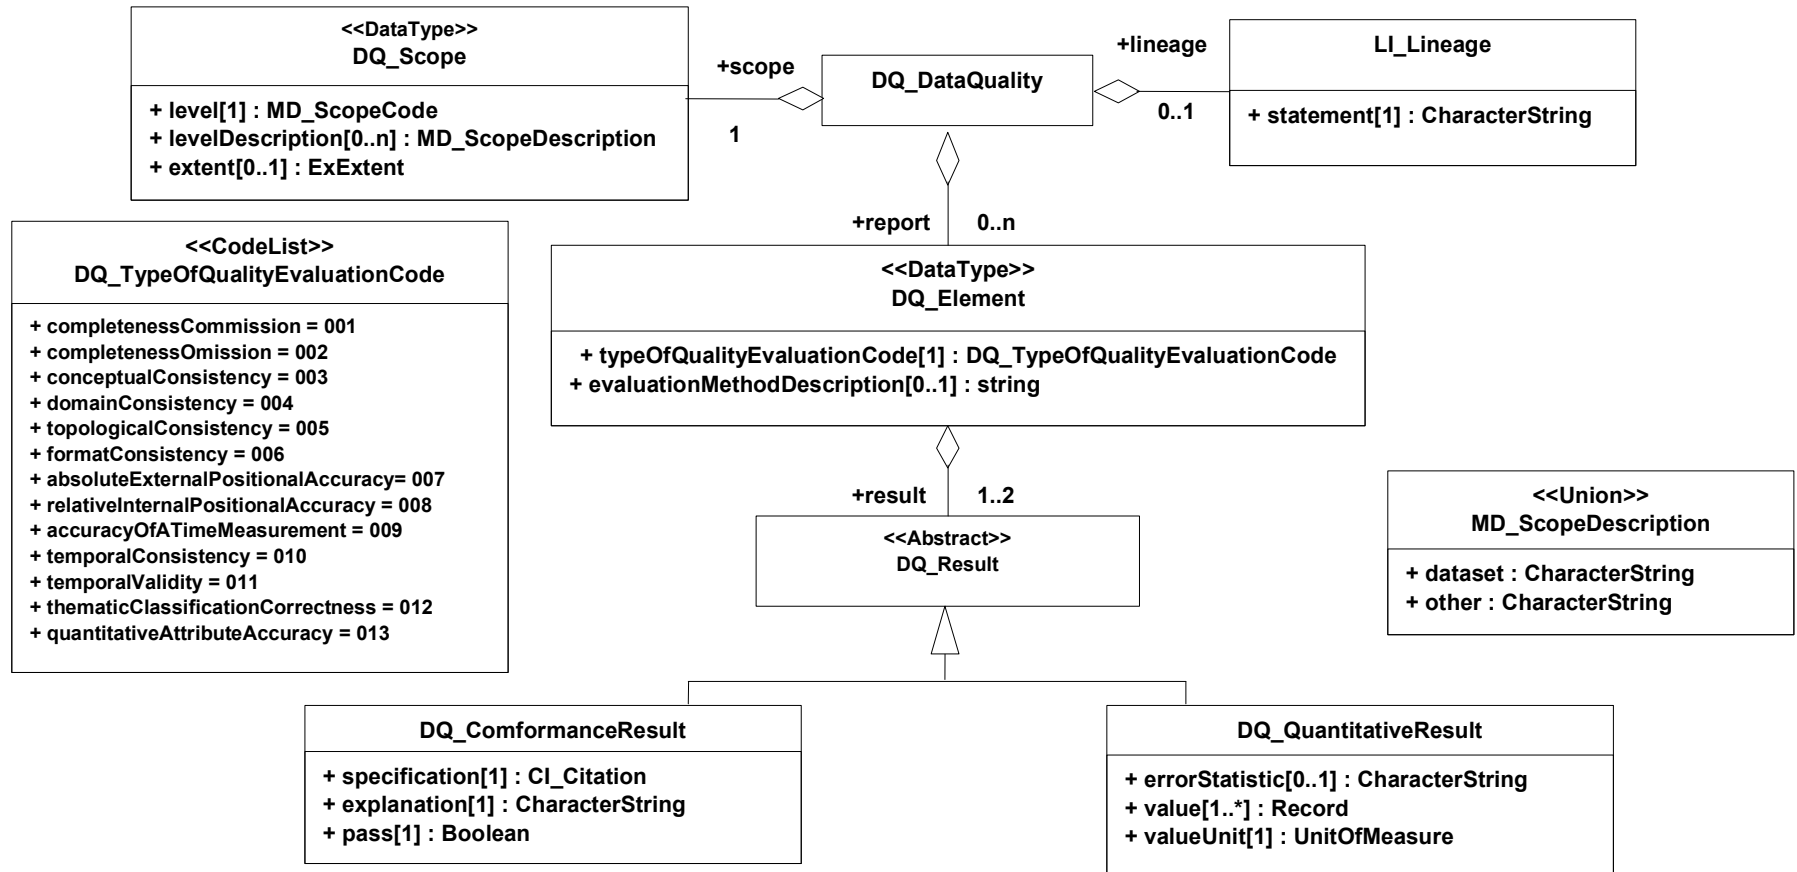 <<DataType>>
DQ_Scope
+ level[1] : MD_ScopeCode
+ levelDescription[0..n] : MD_ScopeDescription
+ extent[0..1] : ExExtent
+scope
1
DQ_DataQuality
+lineage
0..1
LI_Lineage
+ statement[1] : CharacterString
+report 0..n
<<CodeList>>
DQ_TypeOfQualityEvaluationCode
+ completenessCommission = 001
+ completenessOmission = 002
+ conceptualConsistency = 003
+ domainConsistency = 004
+ topologicalConsistency = 005
+ formatConsistency = 006
+ absoluteExternalPositionalAccuracy= 007
+ relativeInternalPositionalAccuracy = 008
+ accuracyOfATimeMeasurement = 009
+ temporalConsistency = 010
+ temporalValidity = 011
+ thematicClassificationCorrectness = 012
+ quantitativeAttributeAccuracy = 013
<<DataType>>
DQ_Element
+ typeOfQualityEvaluationCode[1] : DQ_TypeOfQualityEvaluationCode
+ evaluationMethodDescription[0..1] : string
+result 1..2
<<Abstract>>
DQ_Result
<<Union>>
MD_ScopeDescription
+ dataset : CharacterString
+ other : CharacterString
DQ_ComformanceResult
+ specification[1] : CI_Citation
+ explanation[1] : CharacterString
+ pass[1] : Boolean
DQ_QuantitativeResult
+ errorStatistic[0..1] : CharacterString
+ value[1..*] : Record
+ valueUnit[1] : UnitOfMeasure